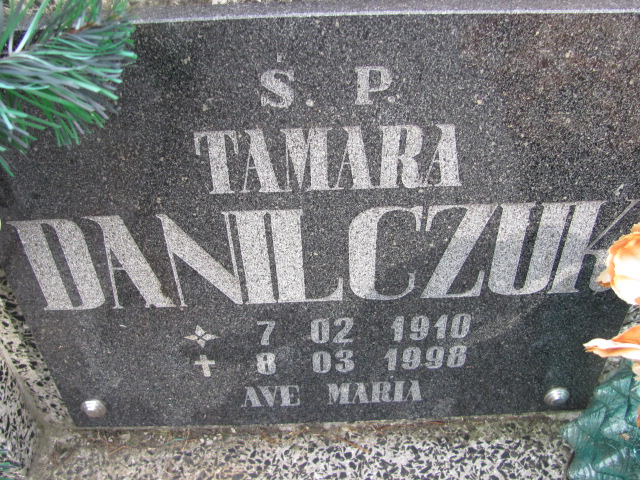 Ś. P.
TAMARA
DANILCZUK
7 02 1910
8 03 1998
AVE MARIA